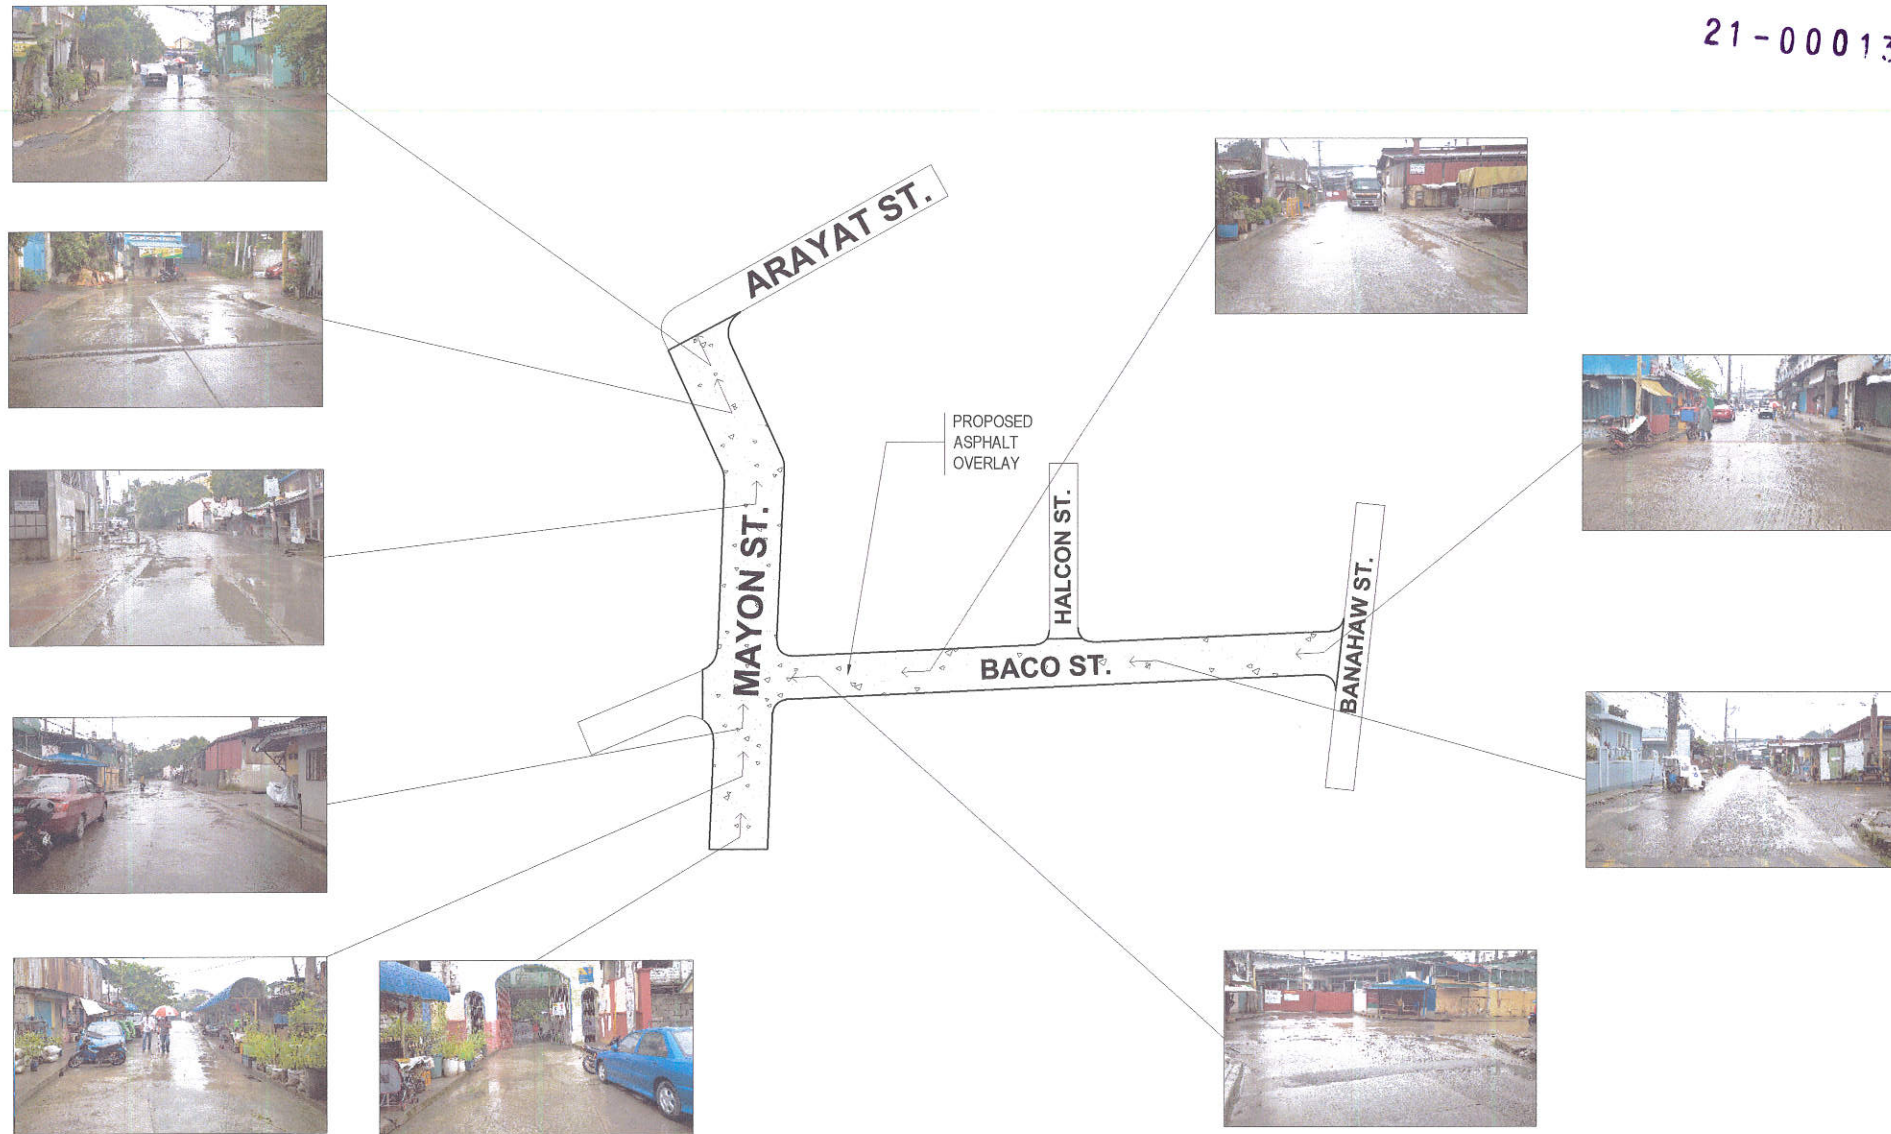 21-00013
ARAYAT ST.
PROPOSED
ASPHALT
OVERLAY
HALCON ST.
MAYON ST.
BANAHAW ST.
BACO ST.